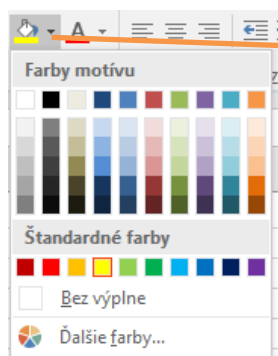 A
Farby motívu
Štandardné farby
Bez výplne
Ďalšie farby...